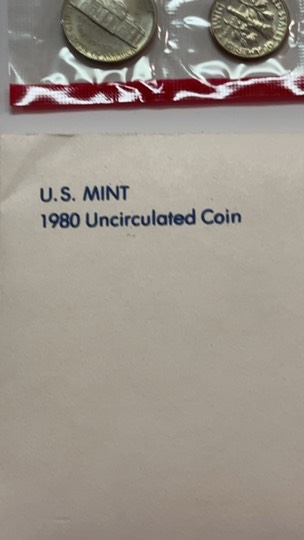 U.S. MINT
1980 Uncirculated Coin